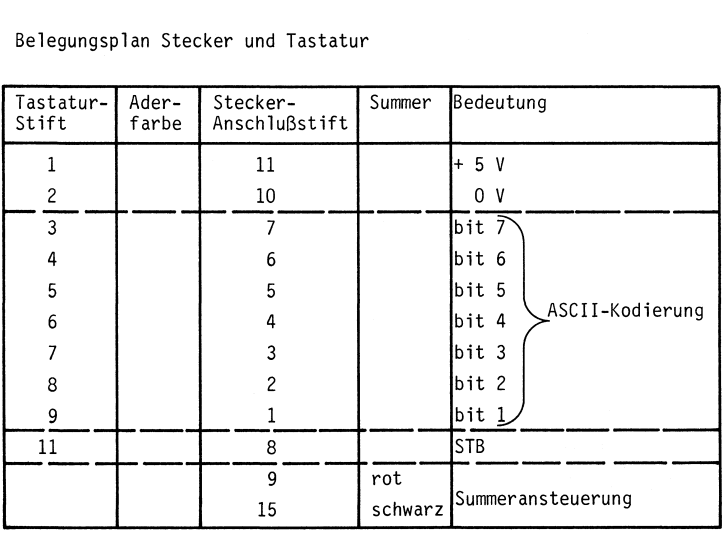 Belegungsplan Stecker und Tastatur
Tastatur-Stift Ader-farbe Stecker-Anschlußstift Summer Bedeutung
1 11 + 5 V
2 10 0 V
3 7 bit 7
4 6 bit 6
5 5 bit 5
6 4 bit 4 ASCII-Kodierung
7 3 bit 3
8 2 bit 2
9 1 bit 1
11 8 STB
9 rot
15 schwarz Summeransteuerung